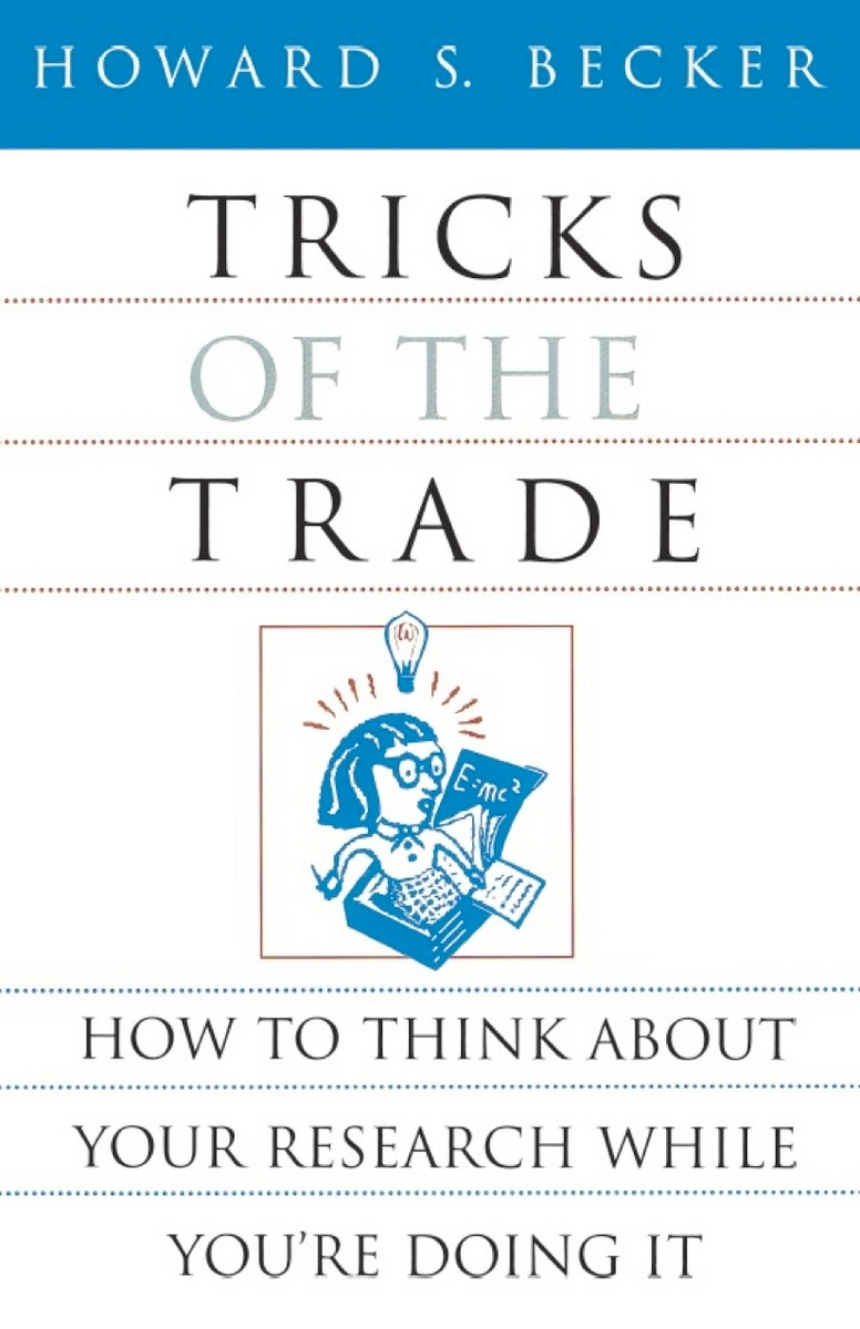 HOWARD S. BECKER
TRICKS
OF THE
TRADE
E=mc²
HOW TO THINK ABOUT
YOUR RESEARCH WHILE
YOU'RE DOING IT